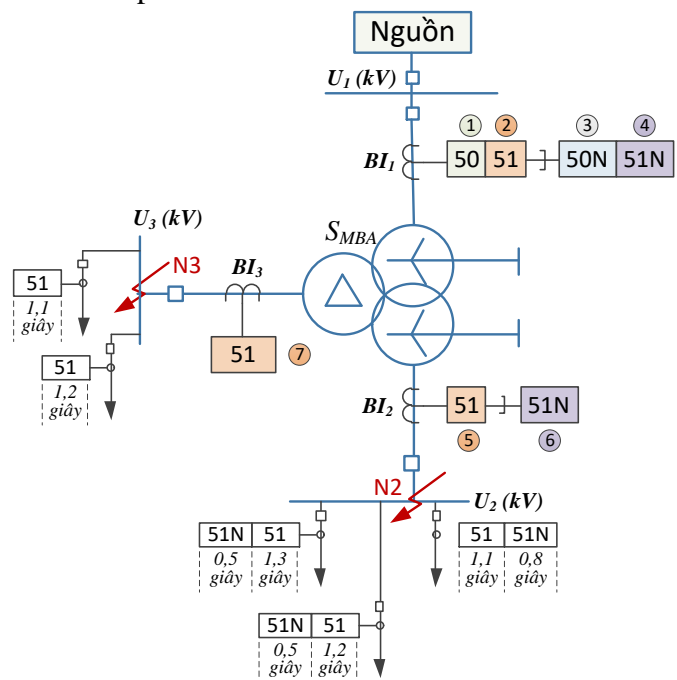 Nguồn
U1 (kV)
1 2 3 4
BI1 50 51 50N 51N
U3 (kV)
SMBA
N3
BI3
51
1,1
giây
51
7
51
1,2
giây
BI2 51 51N
5 6
N2
U2 (kV)
51N 51
0,5 1,3
giây giây
51 51N
1,1 0,8
giây giây
51N 51
0,5 1,2
giây giây